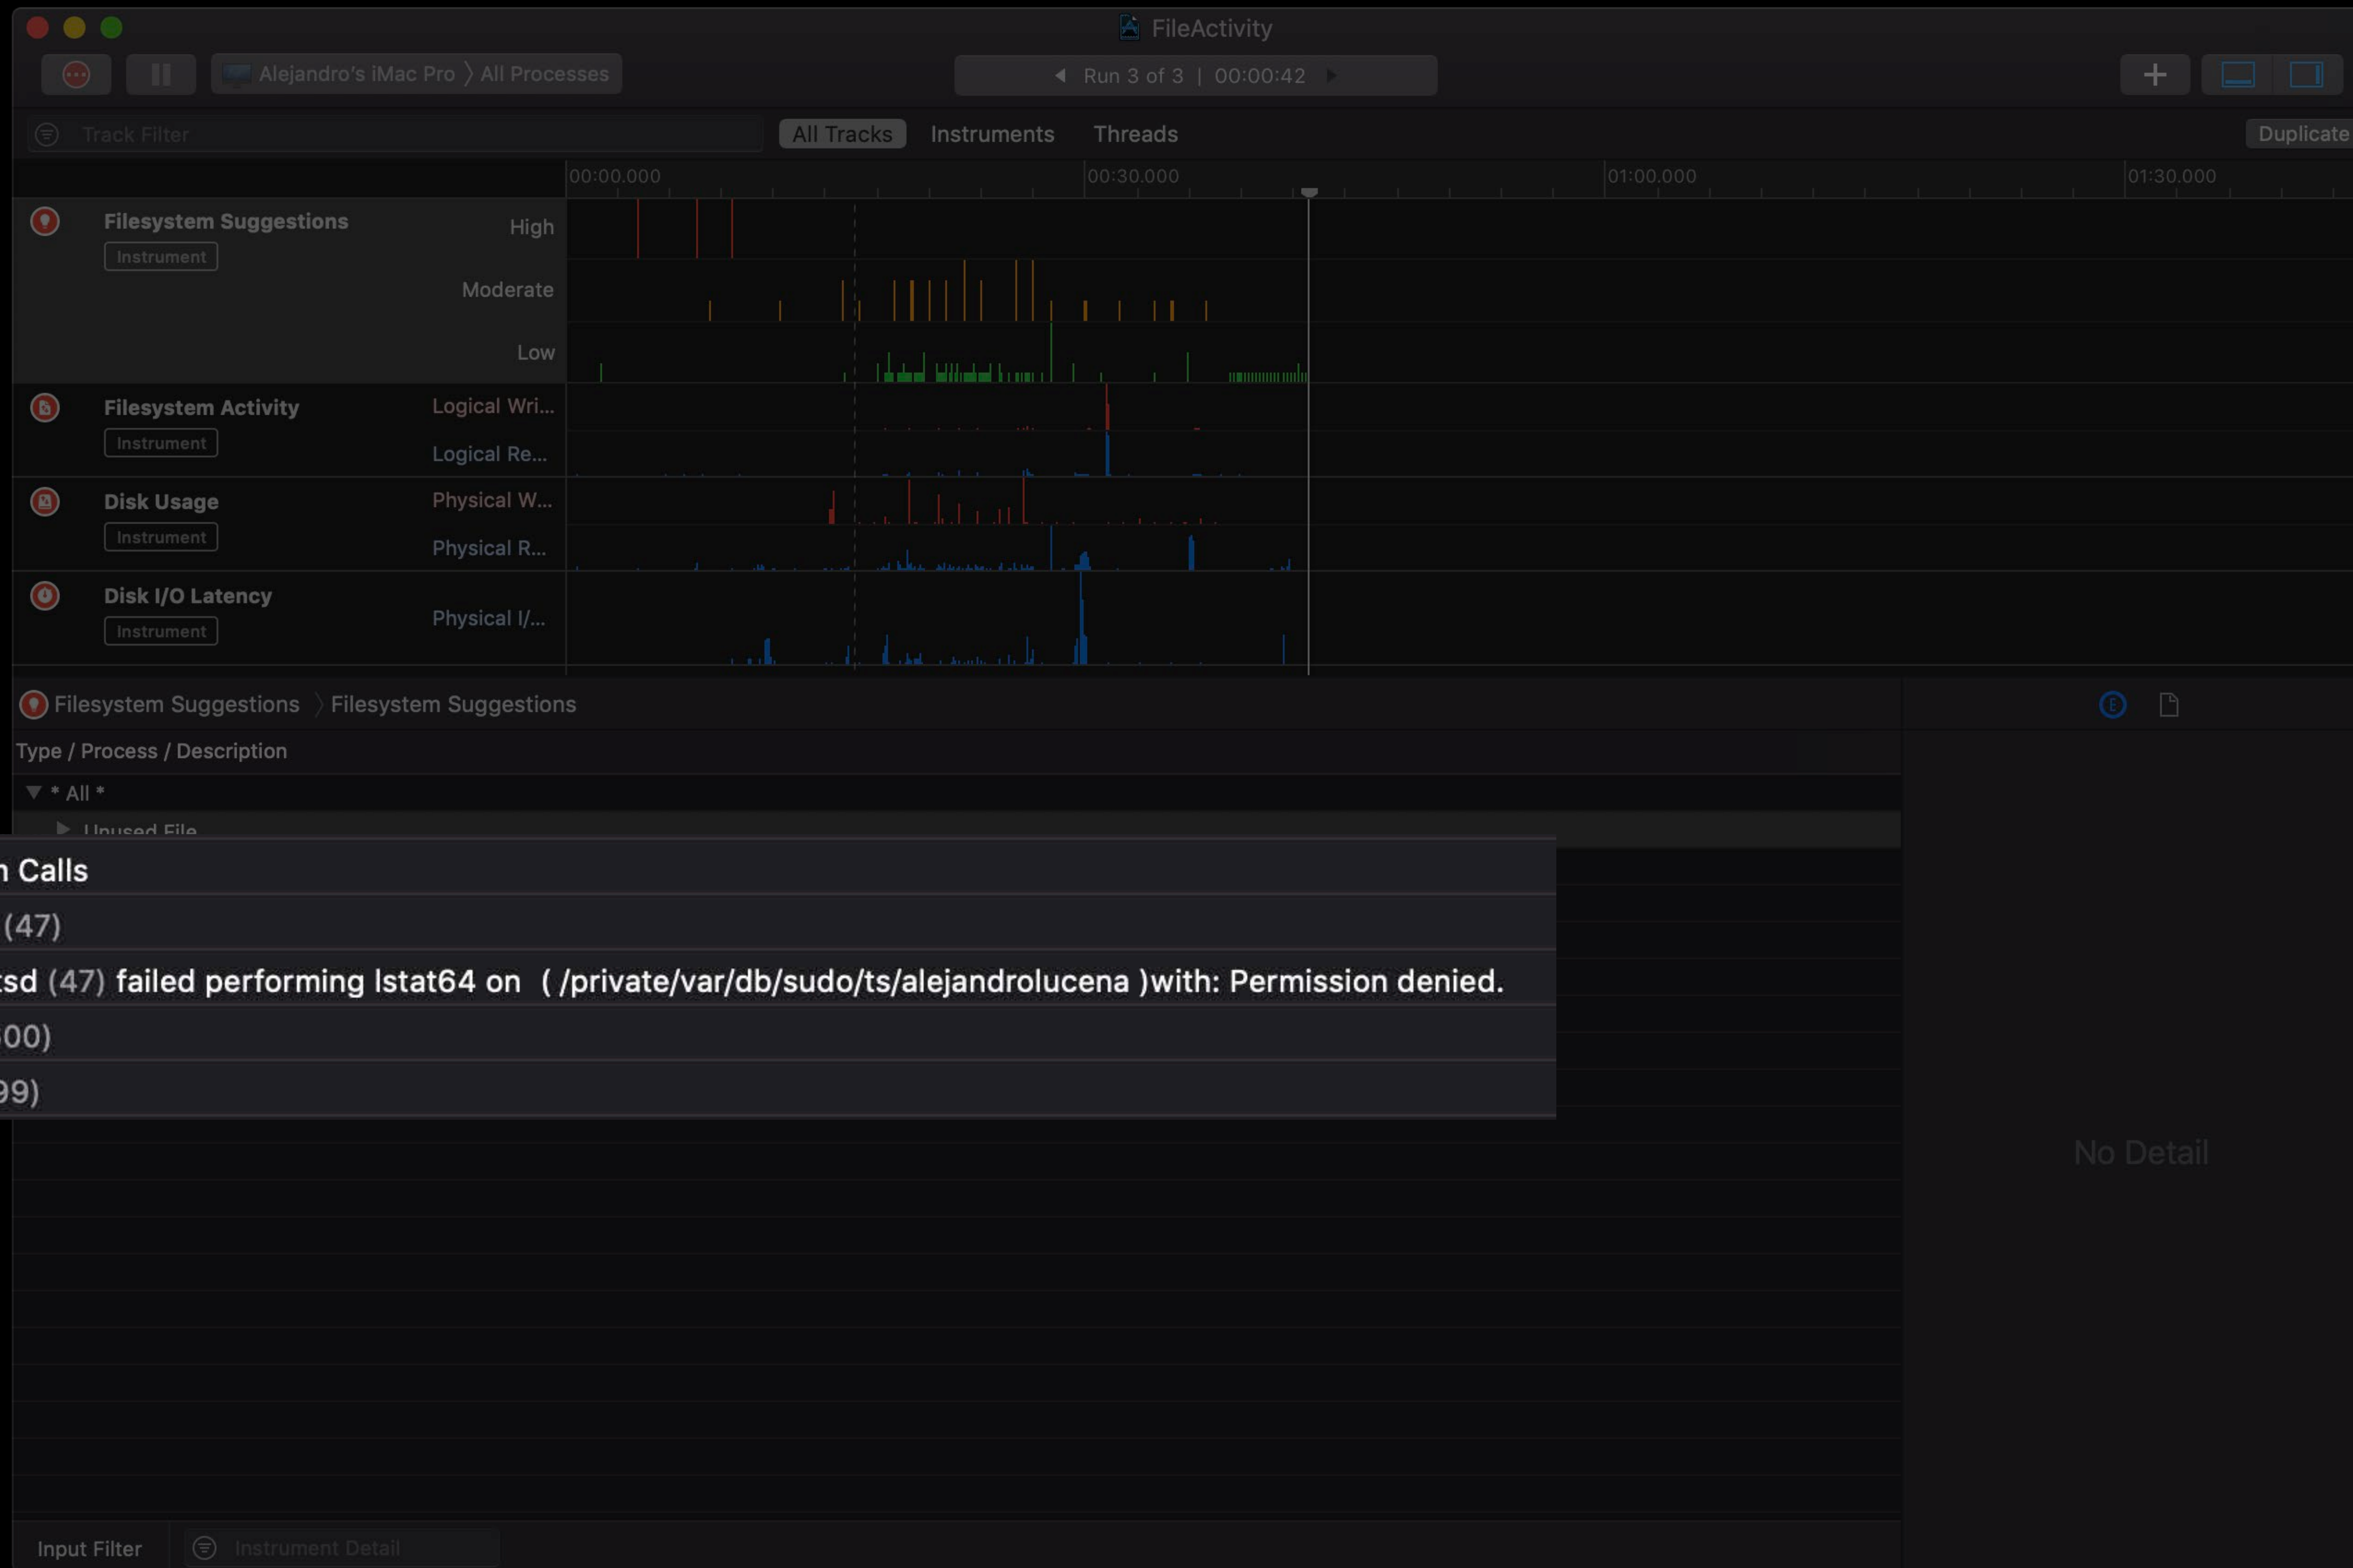 FileActivity
Alejandro's iMac Pro 〉 All Processes
Run 3 of 3 | 00:00:42
Track Filter
All Tracks Instruments Threads Duplicate
00:00.000 00:30.000 01:00.000 01:30.000
Filesystem Suggestions High
Instrument
Moderate
Low
Filesystem Activity Logical Wri...
Instrument
Logical Re...
Disk Usage Physical W...
Instrument
Physical R...
Disk I/O Latency
Physical I/...
Instrument
Filesystem Suggestions 〉 Filesystem Suggestions
Type / Process / Description
* All *
Unused File
Calls
(47)
tsd (47) failed performing lstat64 on ( /private/var/db/sudo/ts/alejandrolucena )with: Permission denied.
00)
99)
No Detail
Input Filter Instrument Detail